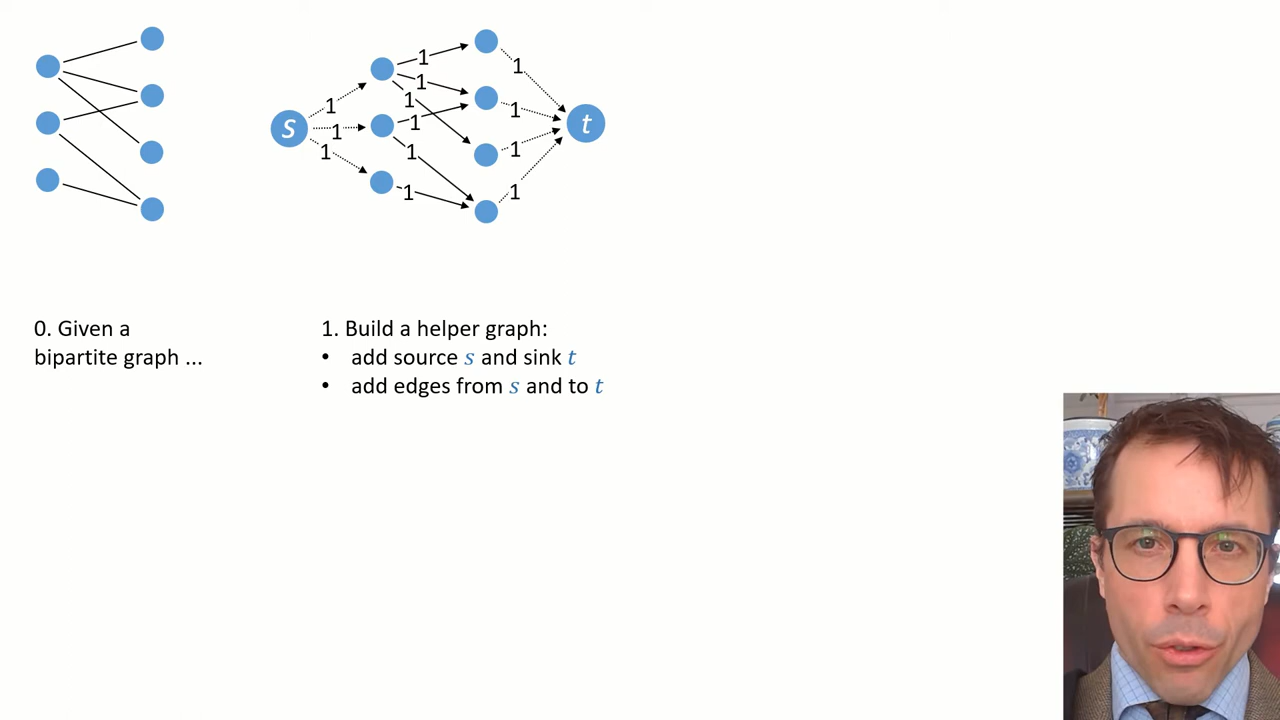 1
1
1
1
1
1
1
1
1
1
1
1
1
s
t
0. Given a
bipartite graph ...
1. Build a helper graph:
• add source s and sink t
• add edges from s and to t